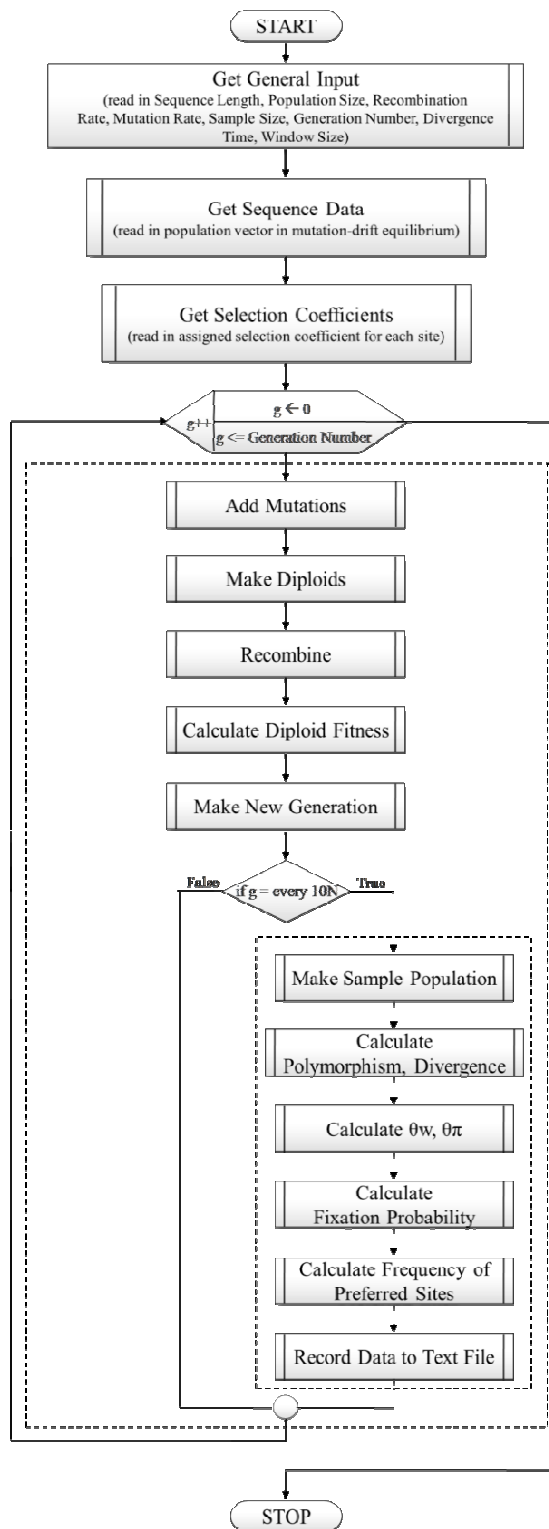 START
Get General Input
(read in Sequence Length, Population Size, Recombination
Rate, Mutation Rate, Sample Size, Generation Number, Divergence
Time, Window Size)
Get Sequence Data
(read in population vector in mutation-drift equilibrium)
Get Selection Coefficients
(read in assigned selection coefficient for each site)
g ← 0
g++
g <= Generation Number
Add Mutations
Make Diploids
Recombine
Calculate Diploid Fitness
Make New Generation
False
if g = every 10N
True
Make Sample Population
Calculate
Polymorphism, Divergence
Calculate θw, θπ
Calculate
Fixation Probability
Calculate Frequency of
Preferred Sites
Record Data to Text File
STOP